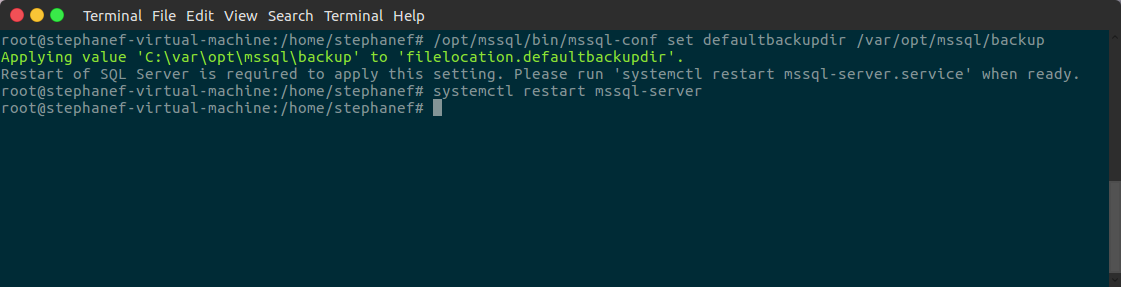 Terminal File Edit View Search Terminal Help
root@stephanef-virtual-machine:/home/stephanef# /opt/mssql/bin/mssql-conf set defaultbackupdir /var/opt/mssql/backup
Applying value 'C:\var\opt\mssql\backup' to 'filelocation.defaultbackupdir'.
Restart of SQL Server is required to apply this setting. Please run 'systemctl restart mssql-server.service' when ready.
root@stephanef-virtual-machine:/home/stephanef# systemctl restart mssql-server
root@stephanef-virtual-machine:/home/stephanef#